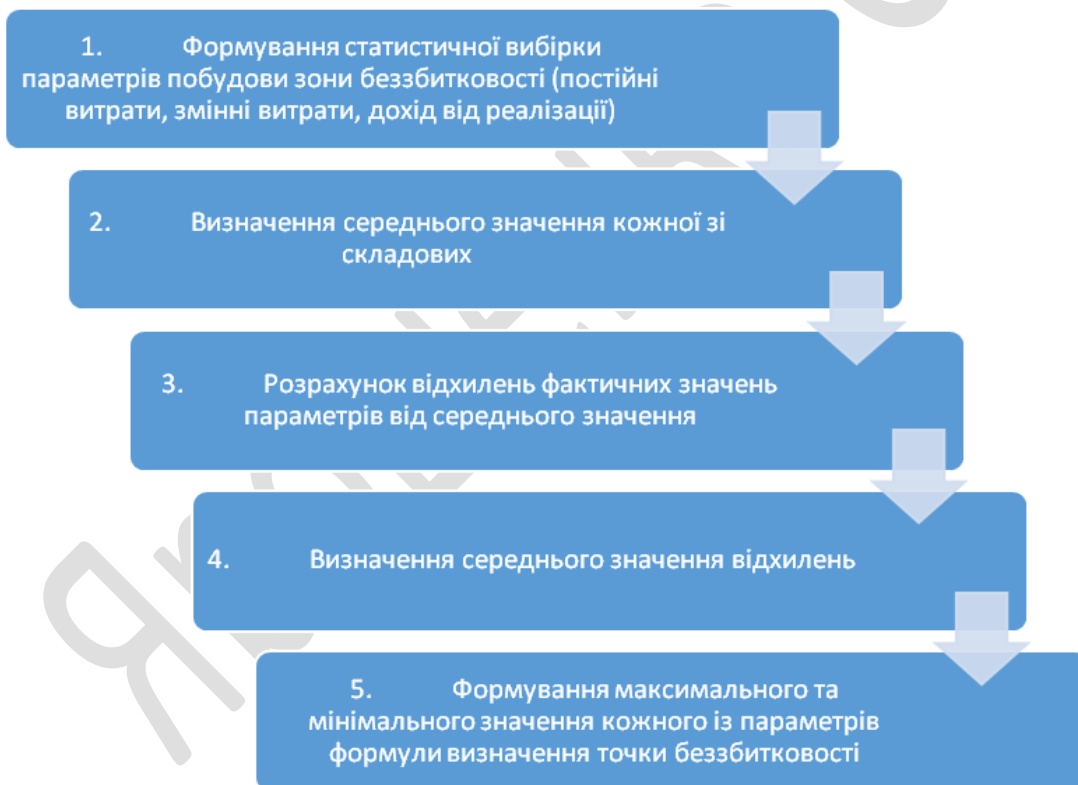 1. Формування статистичної вибірки
параметрів побудови зони беззбитковості (постійні
витрати, змінні витрати, дохід від реалізації)
2. Визначення середнього значення кожної зі
складових
3. Розрахунок відхилень фактичних значень
параметрів від середнього значення
4. Визначення середнього значення відхилень
5. Формування максимального та
мінімального значення кожного із параметрів
формули визначення точки беззбитковості